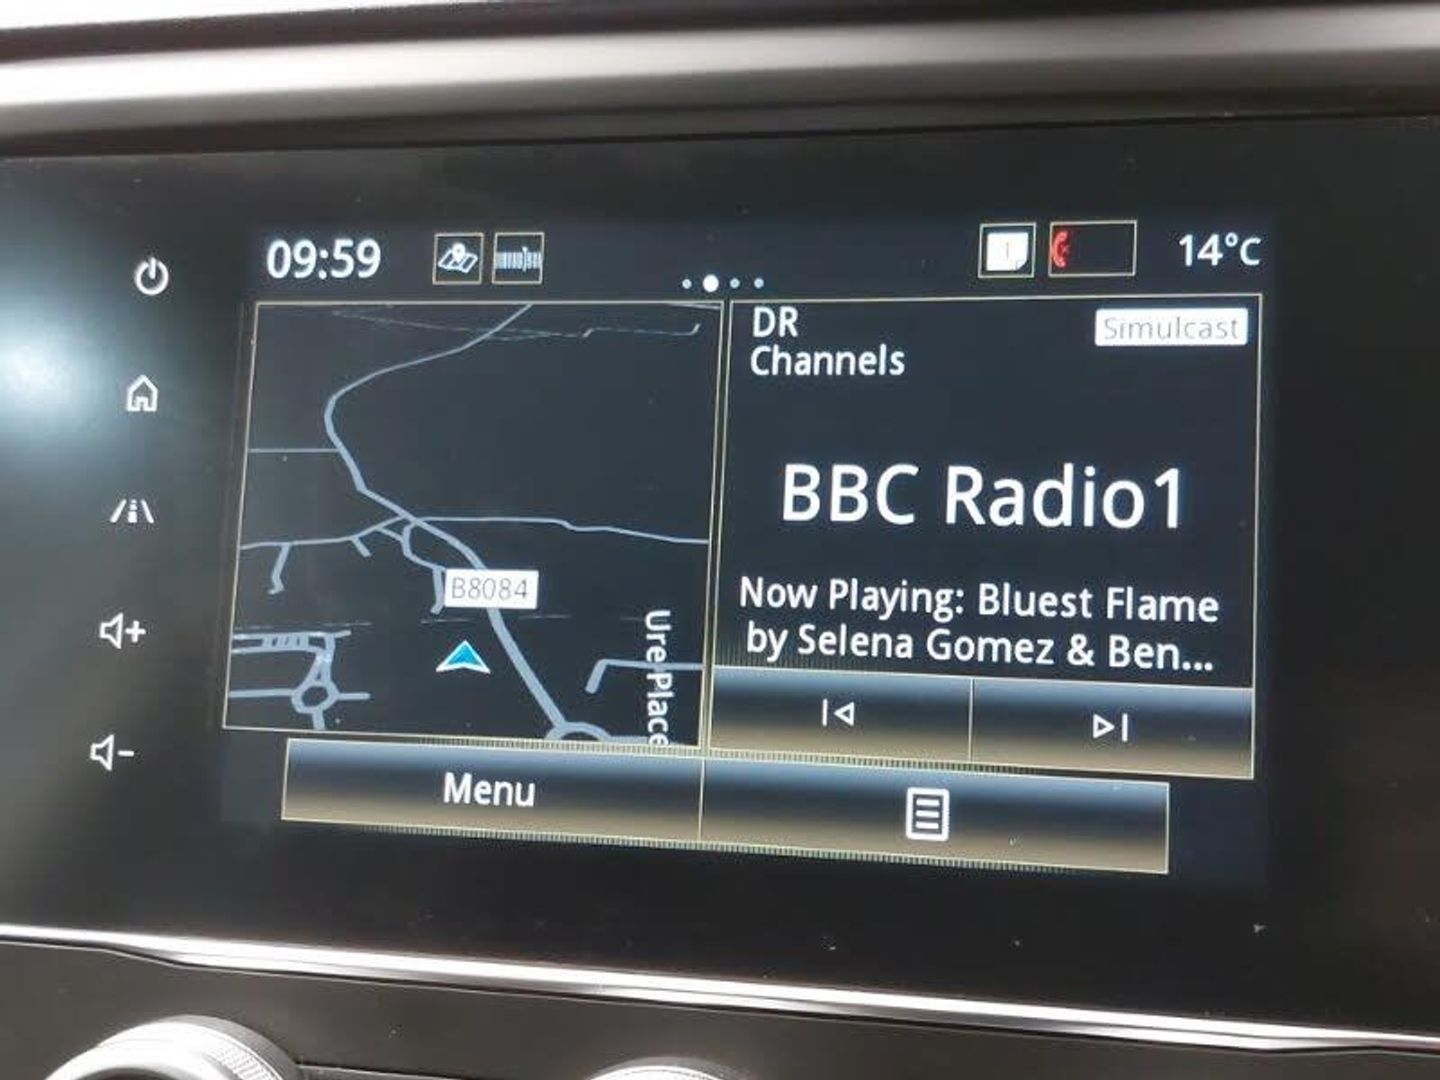 09:59
14°C
DR
Channels
Simulcast
BBC Radio1
B8084
Ure Place
Now Playing: Bluest Flame
by Selena Gomez & Ben...
Menu